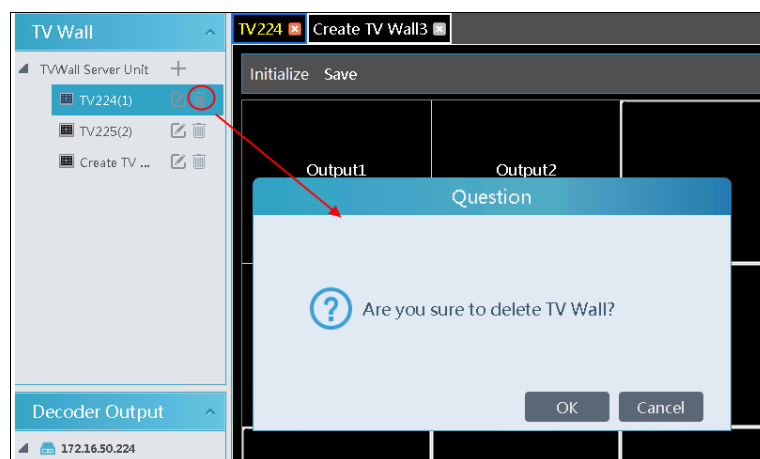 TV Wall
TV224 Create TV Wall3
TVWall Server Unit
Initialize Save
TV224(1)
TV225(2)
Create TV ...
Output1 Output2
Question
Are you sure to delete TV Wall?
OK Cancel
Decoder Output
172.16.50.224